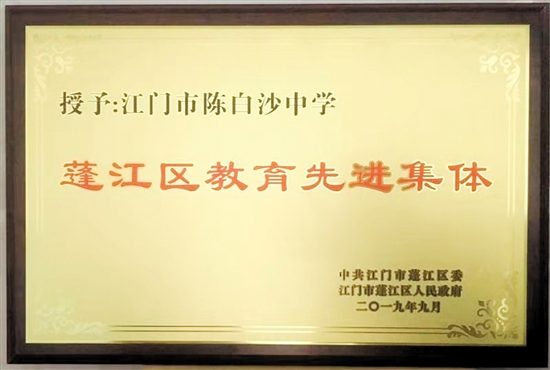 授予:江门市陈白沙中学
蓬江区教育先进集体
中共江门市蓬江区委
江门市蓬江区人民政府
二〇一九年九月